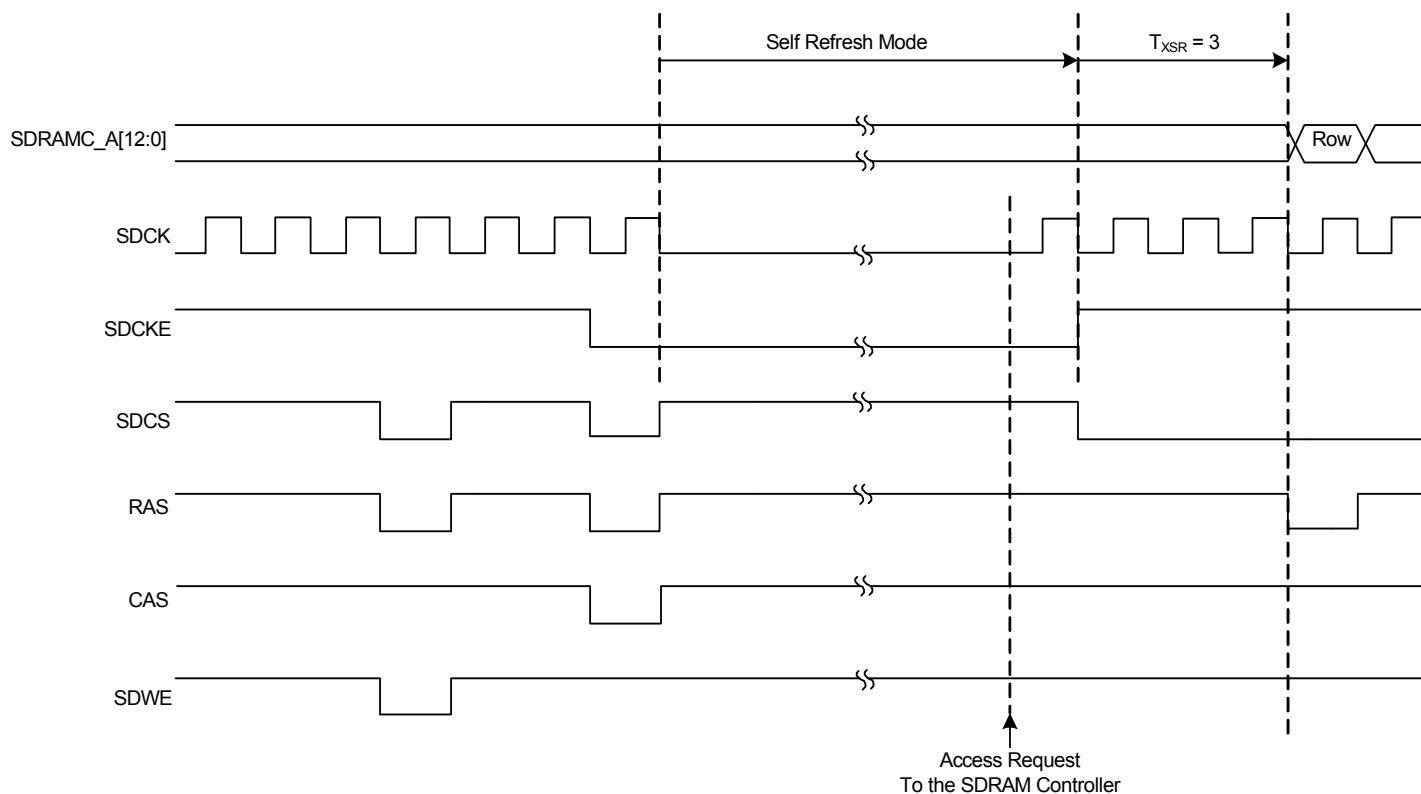 Self Refresh Mode
TXSR = 3
SDRAMC_A[12:0]
Row
SDCK
SDCKE
SDCS
RAS
CAS
SDWE
Access Request
To the SDRAM Controller